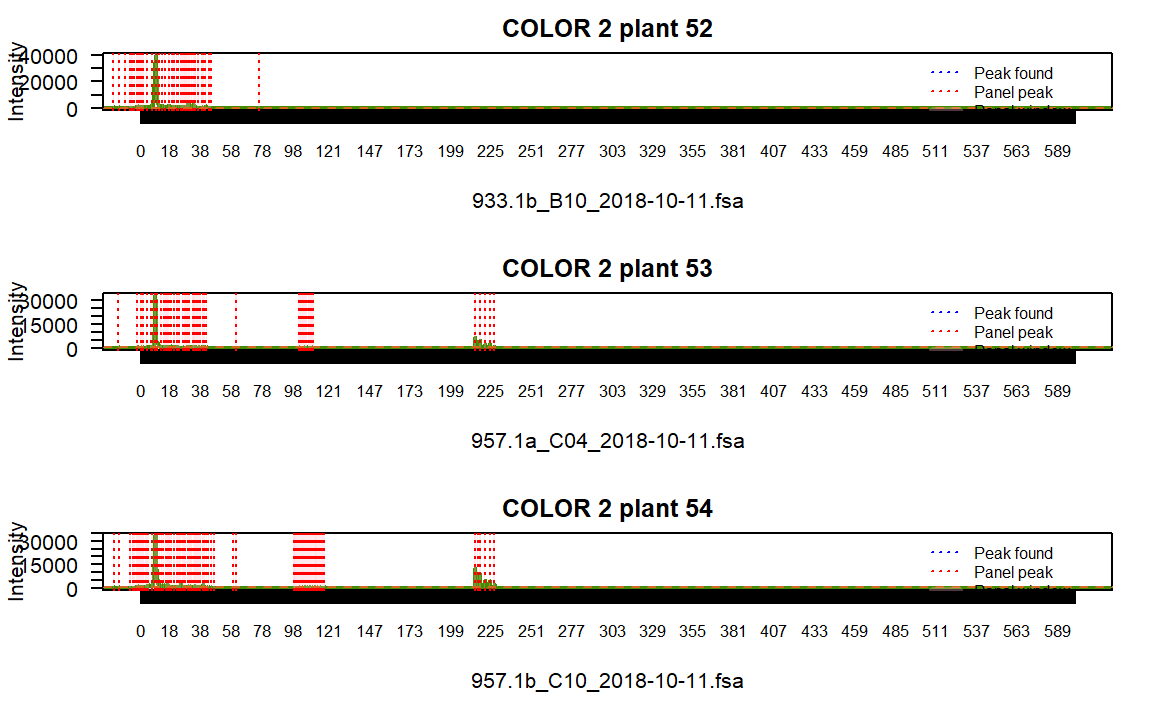 COLOR 2 plant 52
Intensity
40000
20000
0
Peak found
Panel peak
0 18 38 58 78 98 121 147 173 199 225 251 277 303 329 355 381 407 433 459 485 511 537 563 589
933.1b_B10_2018-10-11.fsa
COLOR 2 plant 53
Intensity
30000
15000
0
Peak found
Panel peak
0 18 38 58 78 98 121 147 173 199 225 251 277 303 329 355 381 407 433 459 485 511 537 563 589
957.1a_C04_2018-10-11.fsa
COLOR 2 plant 54
Intensity
30000
15000
0
Peak found
Panel peak
0 18 38 58 78 98 121 147 173 199 225 251 277 303 329 355 381 407 433 459 485 511 537 563 589
957.1b_C10_2018-10-11.fsa